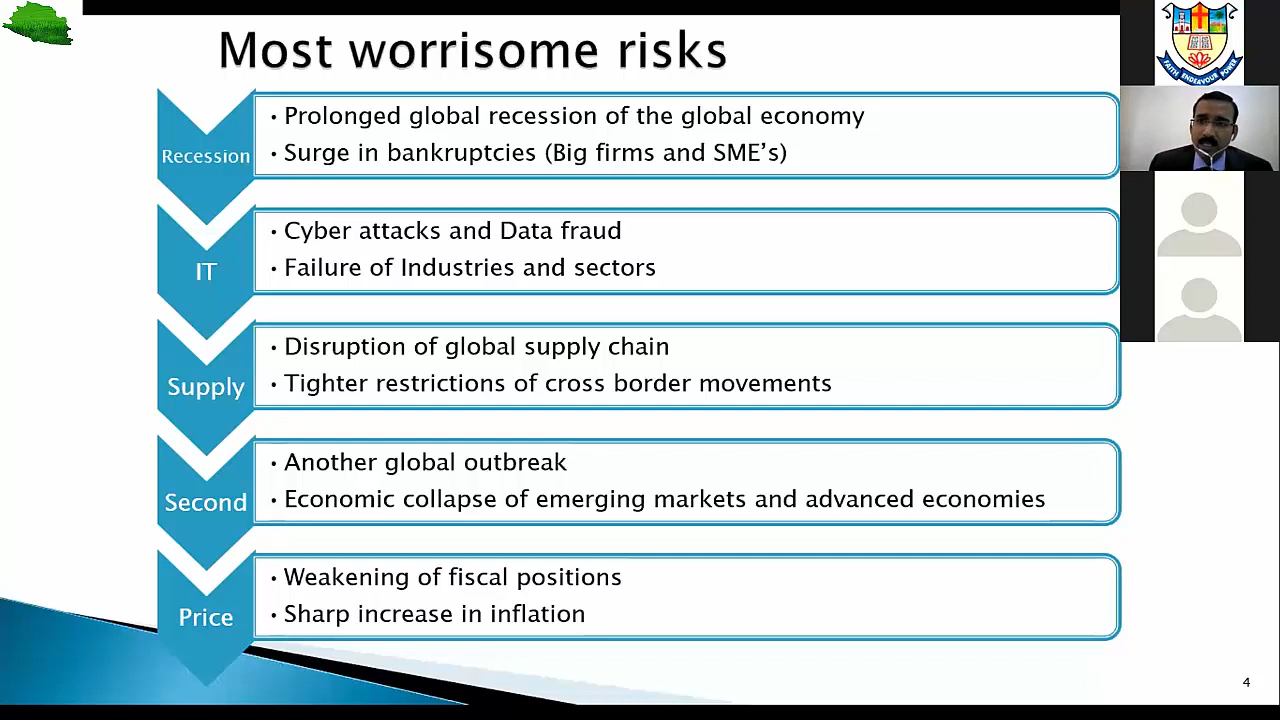 Most worrisome risks
Recession
• Prolonged global recession of the global economy
• Surge in bankruptcies (Big firms and SME’s)
IT
• Cyber attacks and Data fraud
• Failure of Industries and sectors
Supply
• Disruption of global supply chain
• Tighter restrictions of cross border movements
Second
• Another global outbreak
• Economic collapse of emerging markets and advanced economies
Price
• Weakening of fiscal positions
• Sharp increase in inflation
4
FAITH ENDEAVOUR POWER